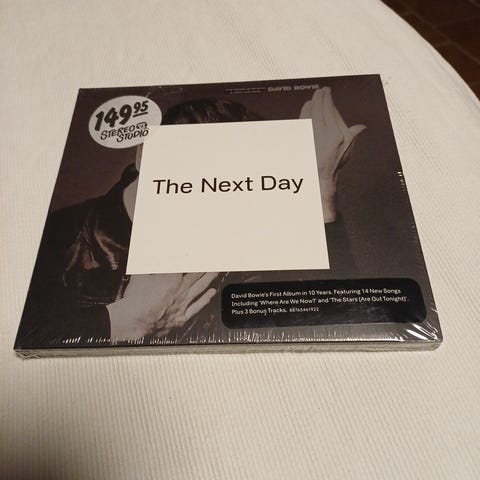 DAVID BOWIE
149 95
STEREO
STUDIO
The Next Day
David Bowie's First Album in 10 Years. Featuring 14 New Songs
Including 'Where Are We Now?' and 'The Stars (Are Out Tonight)'.
Plus 3 Bonus Tracks. 88765461922